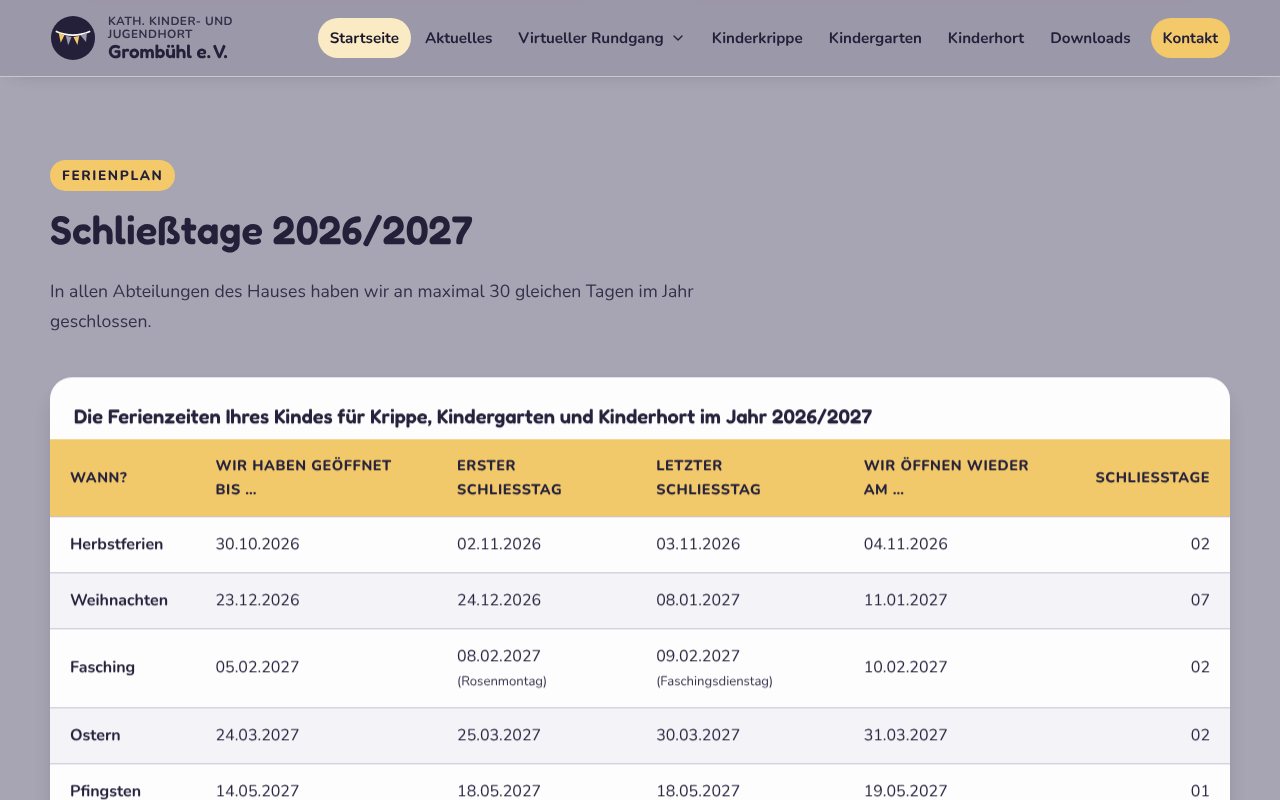 KATH. KINDER- UND
JUGENDHORT
Grombühl e. V.
Startseite
Aktuelles
Virtueller Rundgang
Kinderkrippe
Kindergarten
Kinderhort
Downloads
Kontakt
FERIENPLAN
Schließtage 2026/2027
In allen Abteilungen des Hauses haben wir an maximal 30 gleichen Tagen im Jahr
geschlossen.
Die Ferienzeiten Ihres Kindes für Krippe, Kindergarten und Kinderhort im Jahr 2026/2027
WANN?
WIR HABEN GEÖFFNET
BIS ...
ERSTER
SCHLIESSTAG
LETZTER
SCHLIESSTAG
WIR ÖFFNEN WIEDER
AM ...
SCHLIESSTAGE
Herbstferien 30.10.2026 02.11.2026 03.11.2026 04.11.2026 02
Weihnachten 23.12.2026 24.12.2026 08.01.2027 11.01.2027 07
Fasching 05.02.2027 08.02.2027 09.02.2027 10.02.2027 02
(Rosenmontag) (Faschingsdienstag)
Ostern 24.03.2027 25.03.2027 30.03.2027 31.03.2027 02
Pfingsten 14.05.2027 18.05.2027 18.05.2027 19.05.2027 01